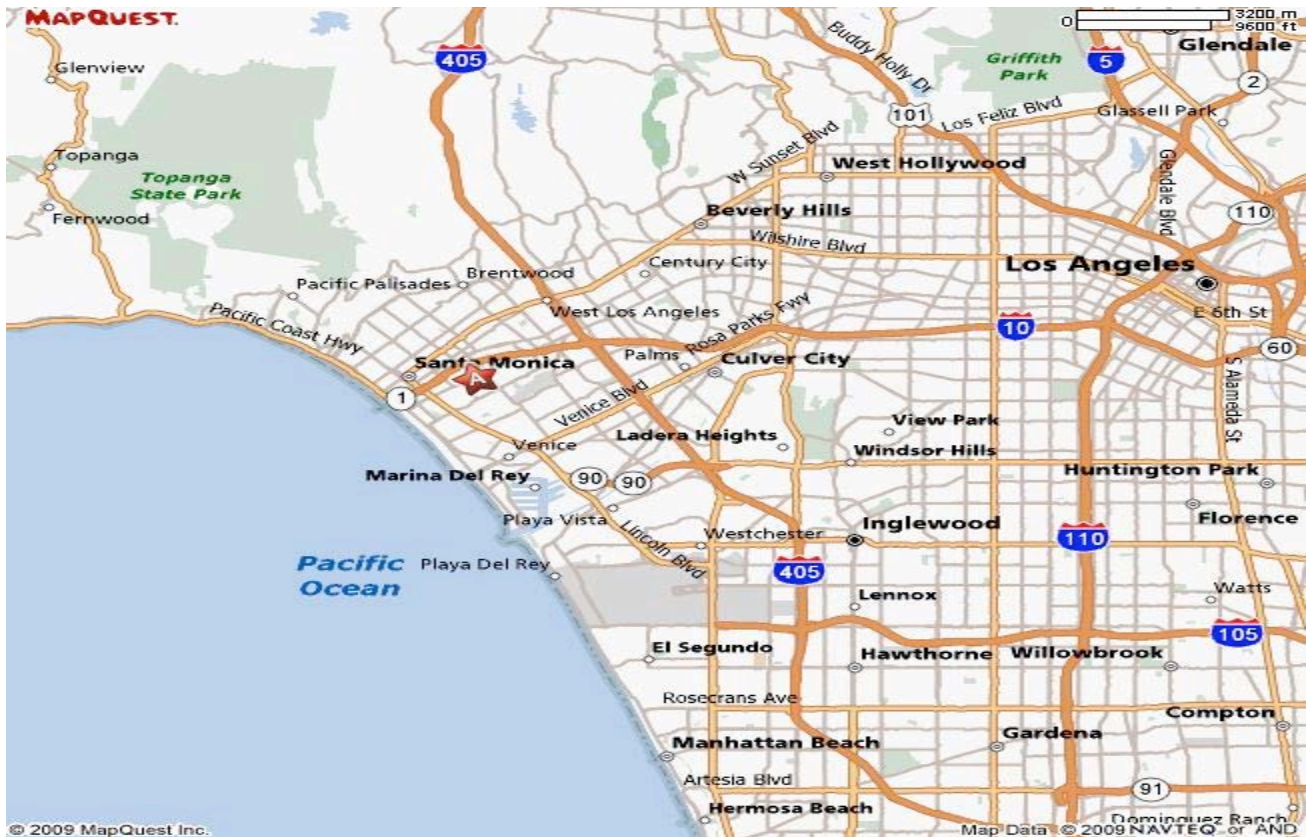 MAPQUEST.
0
3200 m
9600 ft
Glendale
Glenview
405
Buddy Holly Dr
Griffith
Park
5
2
101
Los Feliz Blvd
Glassell Park
Topanga
Topanga
State Park
W Sunset Blvd
West Hollywood
Glendale Blvd
Fernwood
Beverly Hills
110
Wilshire Blvd
Century City
Los Angeles
Brentwood
Pacific Palisades
West Los Angeles
Rosa Parks Fwy
E 6th St
Pacific Coast Hwy
10
60
Santa Monica
A
Palms
Culver City
1
Venice Blvd
S Alameda St
View Park
Venice
Ladera Heights
Windsor Hills
Marina Del Rey
90
90
Huntington Park
Playa Vista
Lincoln Blvd
Inglewood
Florence
Westchester
110
Pacific
Ocean
Playa Del Rey
405
Lennox
Watts
105
El Segundo
Hawthorne
Willowbrook
Rosecrans Ave
Compton
Manhattan Beach
Gardena
Artesia Blvd
91
Hermosa Beach
Dominguez Ranch
© 2009 MapQuest Inc.
Map Data © 2009 NAVTEQ or AND